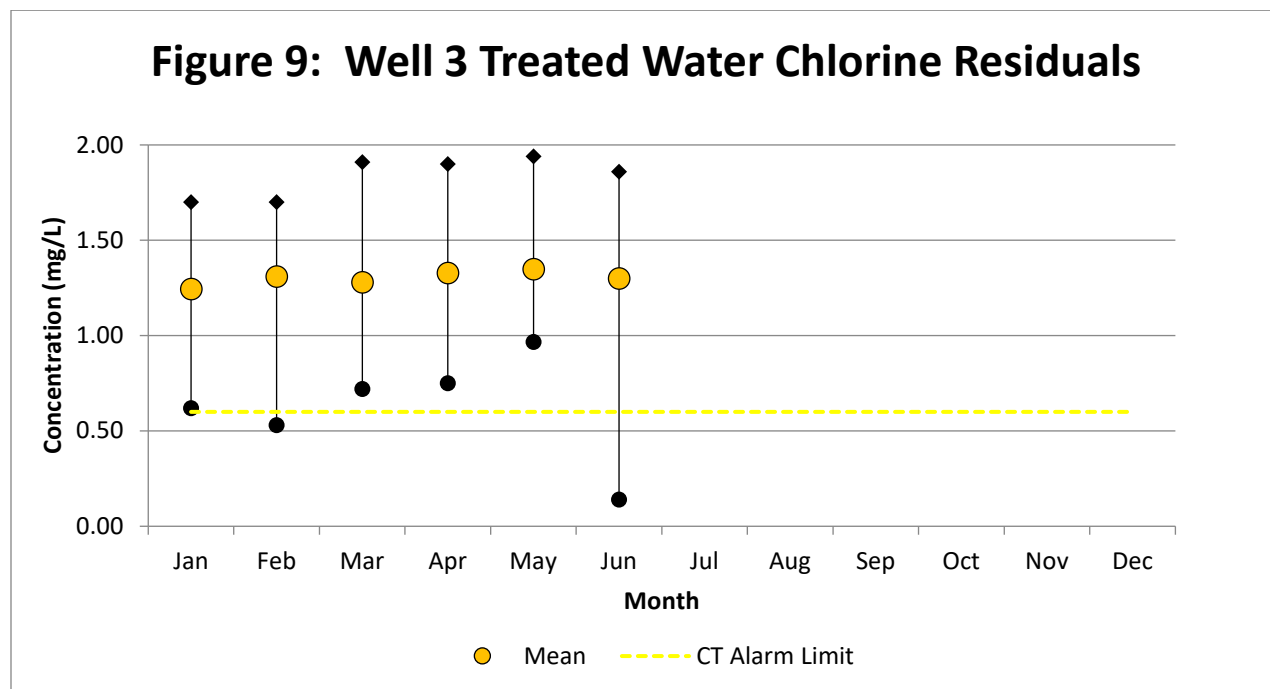 Figure 9:  Well 3 Treated Water Chlorine Residuals
2.00
1.50
1.00
0.50
0.00
Concentration (mg/L)
Jan Feb Mar Apr May Jun Jul Aug Sep Oct Nov Dec
Month
Mean CT Alarm Limit